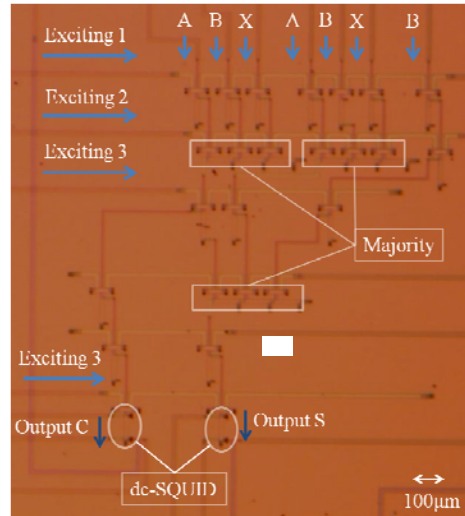 Exciting 1
A B X A B X B
Exciting 2
Exciting 3
Majority
Exciting 3
Output C
Output S
dc-SQUID
100μm